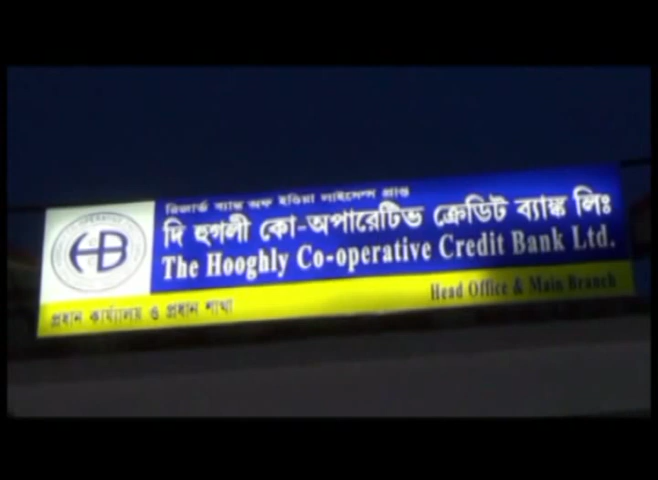 রিজার্ভ ব্যাঙ্ক অফ ইন্ডিয়া লাইসেন্স প্রাপ্ত
দি হুগলী কো-অপারেটিভ ক্রেডিট ব্যাঙ্ক লিঃ
The Hooghly Co-operative Credit Bank Ltd.
HB
Head Office & Main Branch
প্রধান কার্য্যালয় ও প্রধান শাখা